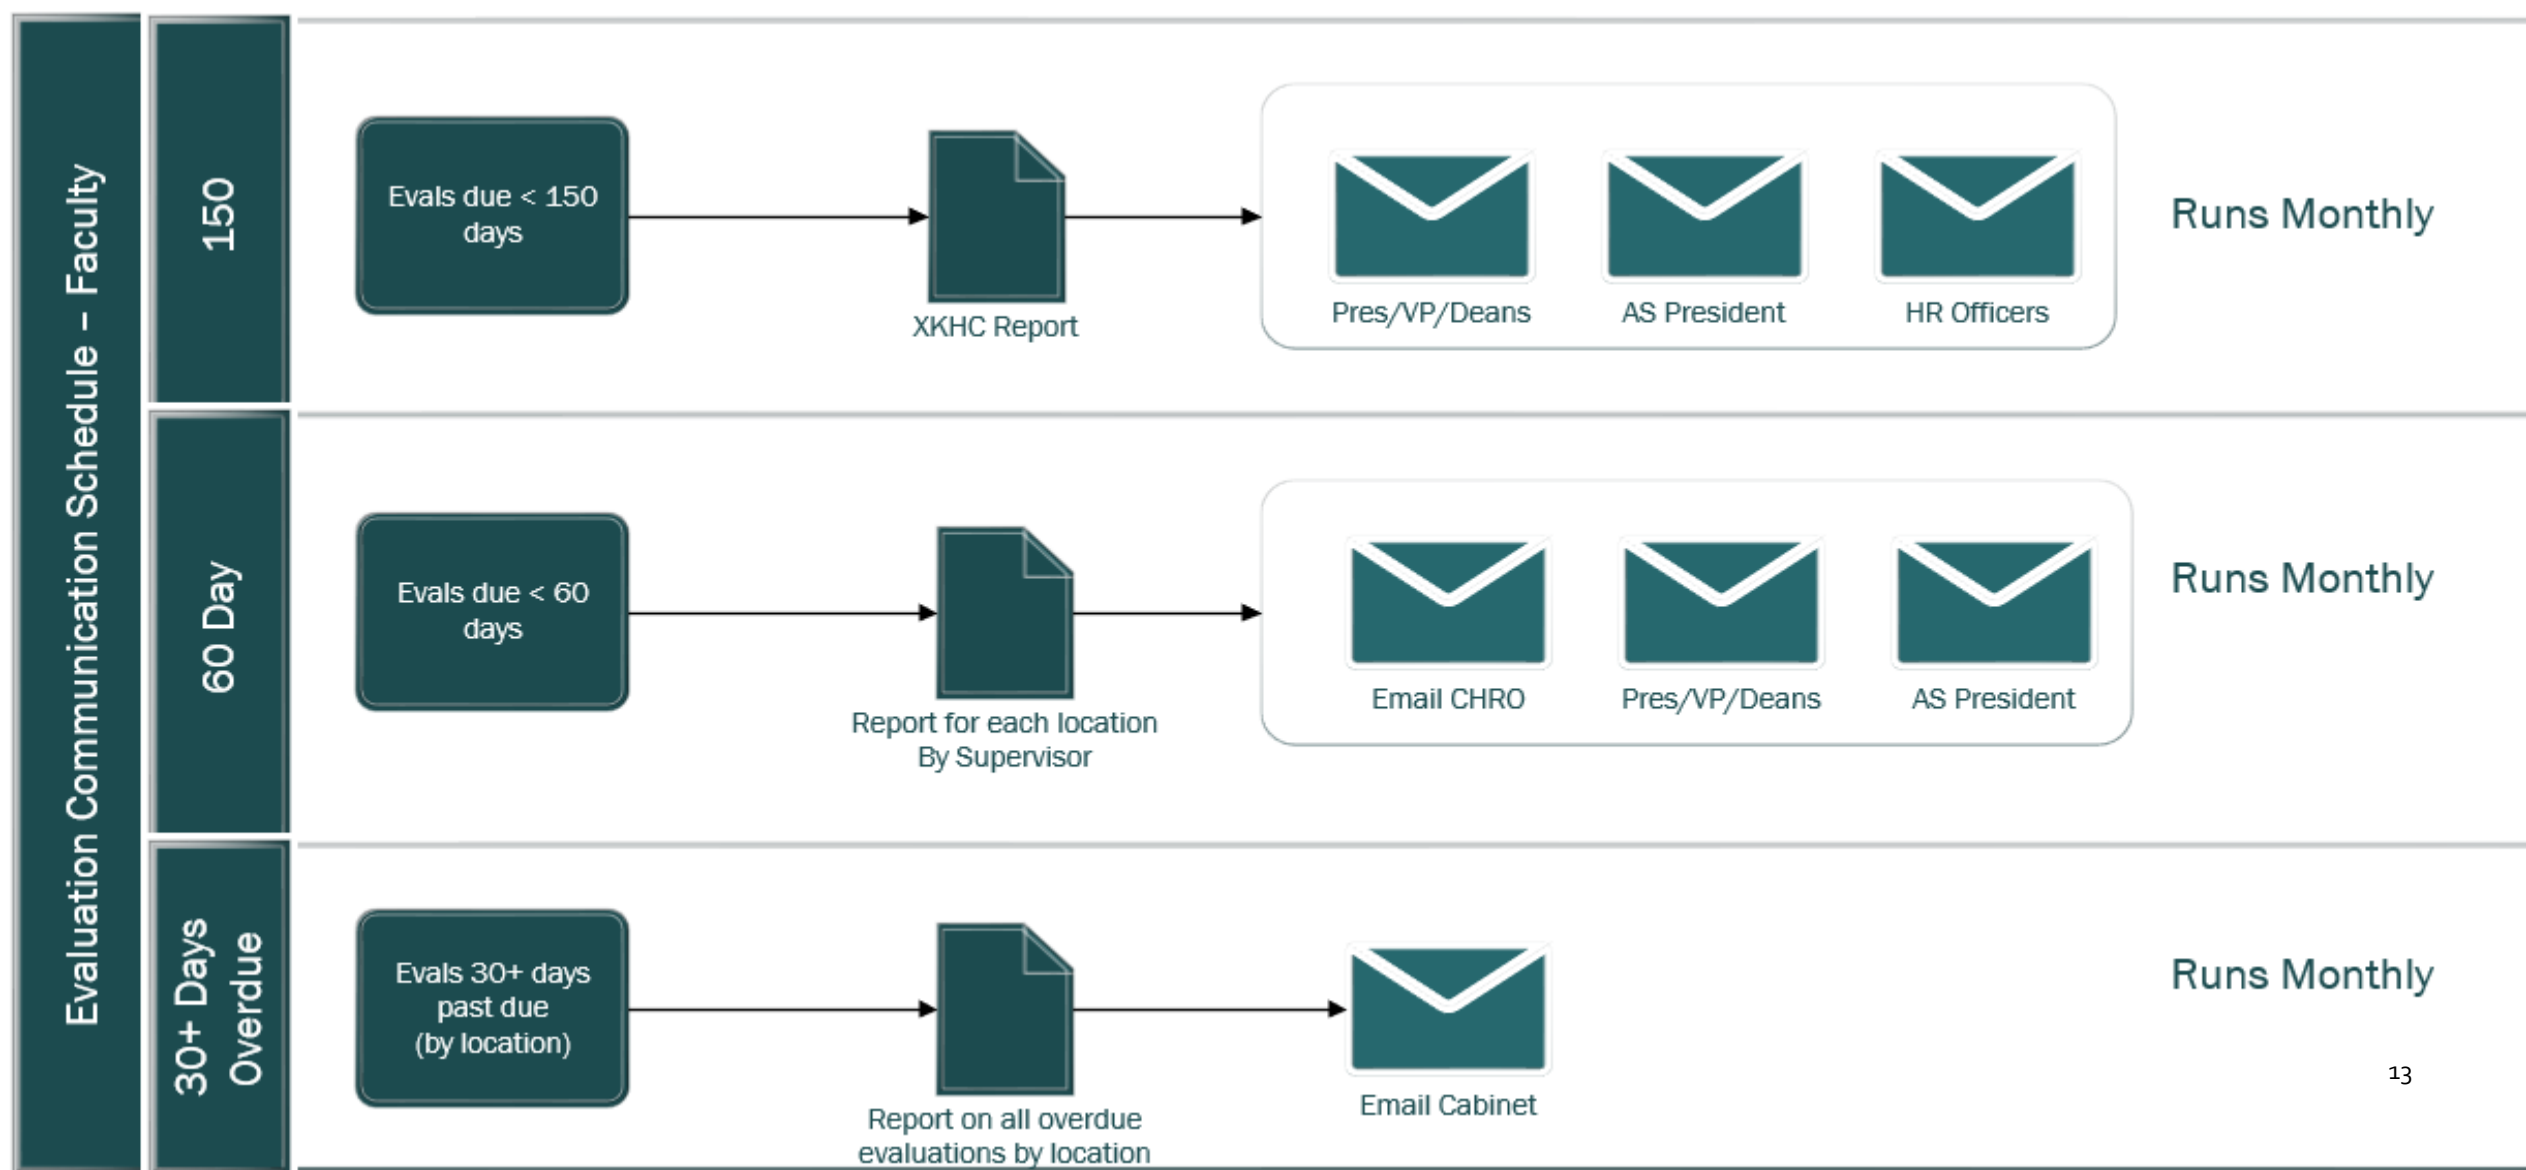 Evaluation Communication Schedule – Faculty
150
Evals due < 150
days
XKHC Report
Pres/VP/Deans
AS President
HR Officers
Runs Monthly
60 Day
Evals due < 60
days
Report for each location
By Supervisor
Email CHRO
Pres/VP/Deans
AS President
Runs Monthly
30+ Days
Overdue
Evals 30+ days
past due
(by location)
Report on all overdue
evaluations by location
Email Cabinet
Runs Monthly
13